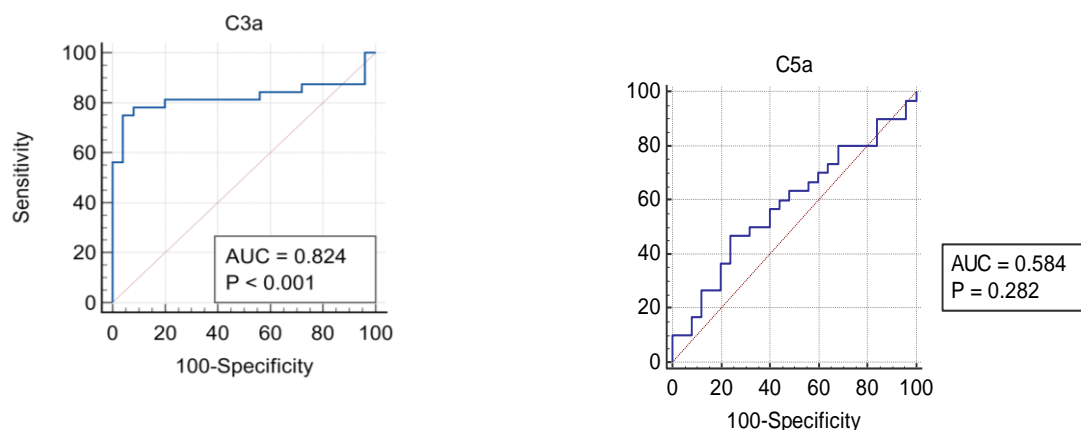 C3a
100
80
60
40
20
0
Sensitivity
AUC = 0.824
P < 0.001
0 20 40 60 80 100
100-Specificity
C5a
100
80
60
40
20
0
AUC = 0.584
P = 0.282
0 20 40 60 80 100
100-Specificity